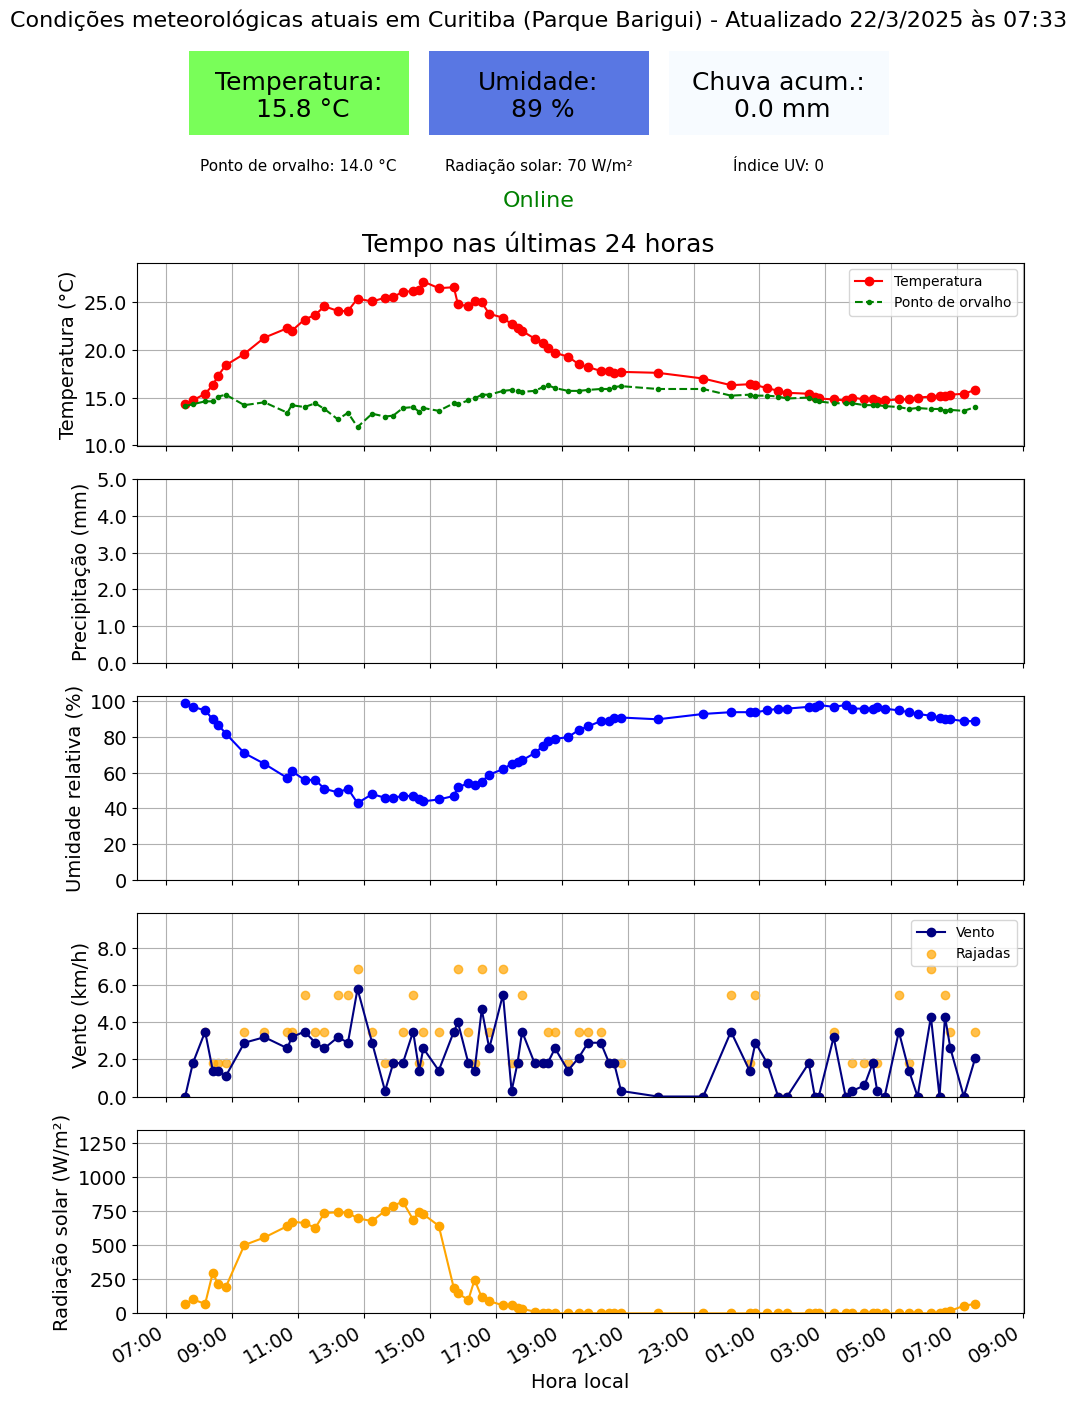 Condições meteorológicas atuais em Curitiba (Parque Barigui) - Atualizado 22/3/2025 às 07:33
Temperatura:
15.8 °C
Umidade:
89 %
Chuva acum.:
0.0 mm
Ponto de orvalho: 14.0 °C
Radiação solar: 70 W/m²
Índice UV: 0
Online
Tempo nas últimas 24 horas
Temperatura (°C)
25.0
20.0
15.0
10.0
Temperatura
Ponto de orvalho
Precipitação (mm)
5.0
4.0
3.0
2.0
1.0
0.0
Umidade relativa (%)
100
80
60
40
20
0
Vento (km/h)
8.0
6.0
4.0
2.0
0.0
Vento
Rajadas
Radiação solar (W/m²)
1250
1000
750
500
250
0
07:00
09:00
11:00
13:00
15:00
17:00
19:00
21:00
23:00
01:00
03:00
05:00
07:00
09:00
Hora local